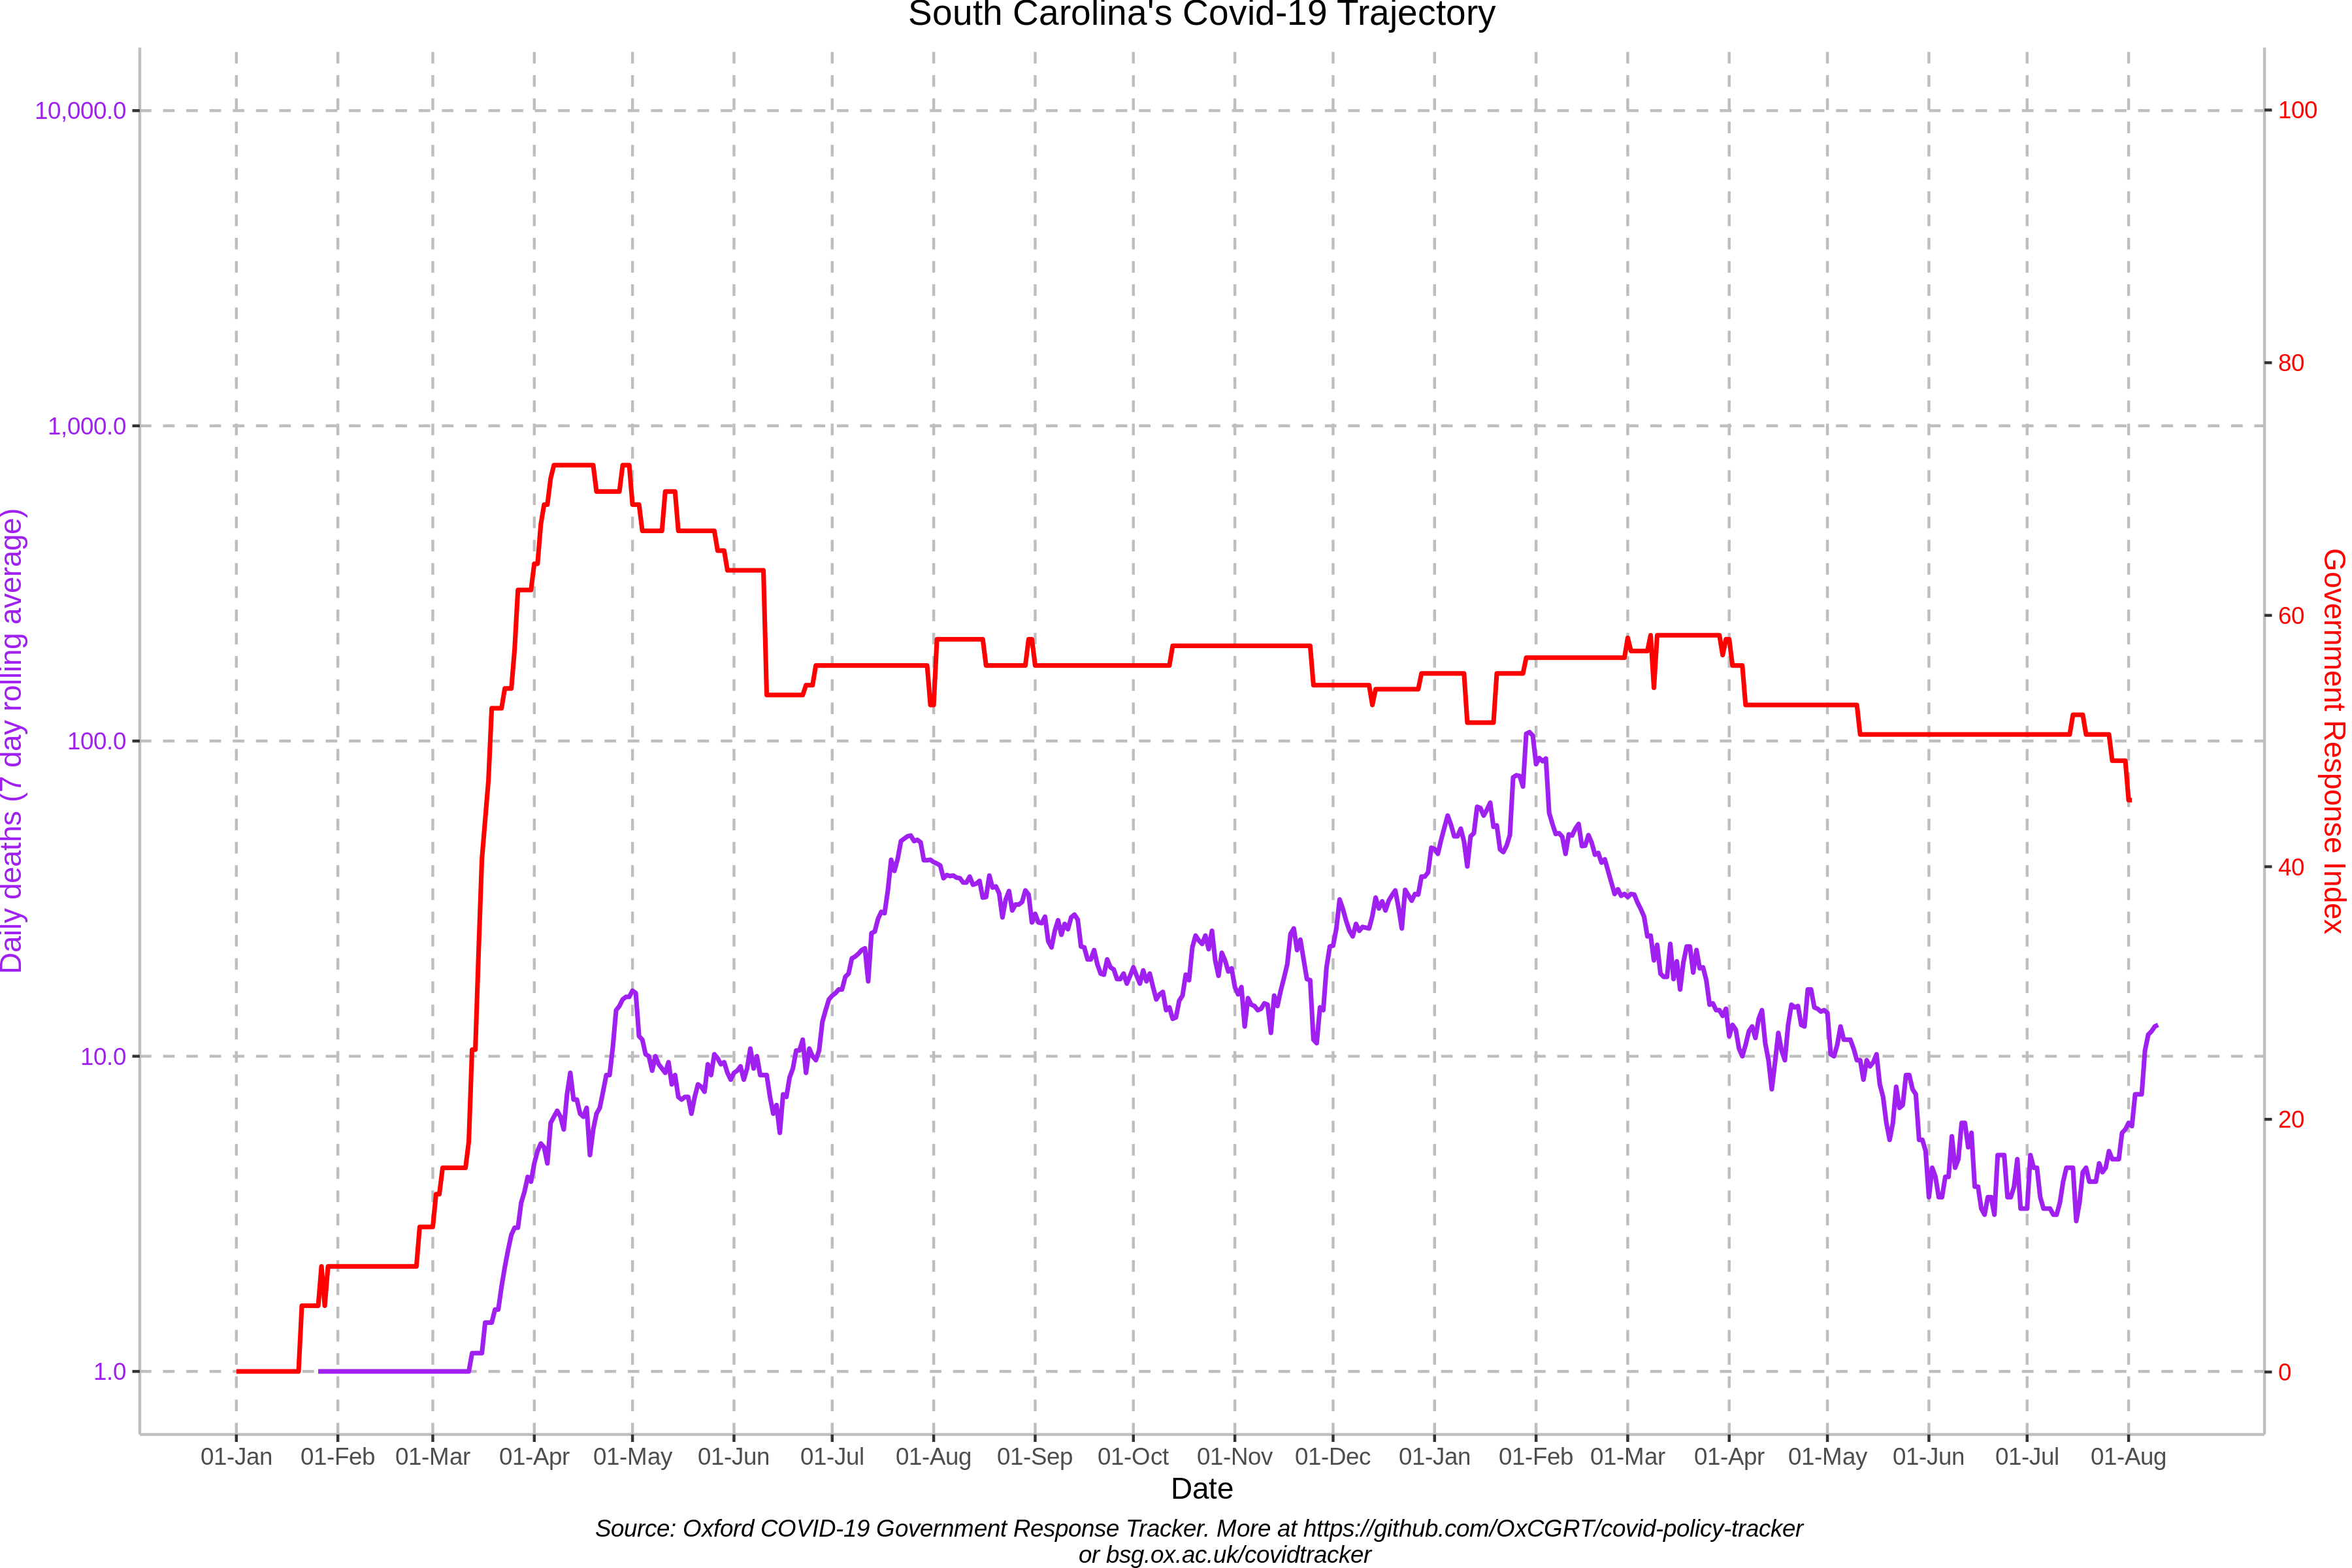 South Carolina's Covid-19 Trajectory
10,000.0
1,000.0
100.0
10.0
1.0
Daily deaths (7 day rolling average)
100
80
60
40
20
0
Government Response Index
01-Jan 01-Feb 01-Mar 01-Apr 01-May 01-Jun 01-Jul 01-Aug 01-Sep 01-Oct 01-Nov 01-Dec 01-Jan 01-Feb 01-Mar 01-Apr 01-May 01-Jun 01-Jul 01-Aug
Date
Source: Oxford COVID-19 Government Response Tracker. More at https://github.com/OxCGRT/covid-policy-tracker
or bsg.ox.ac.uk/covidtracker